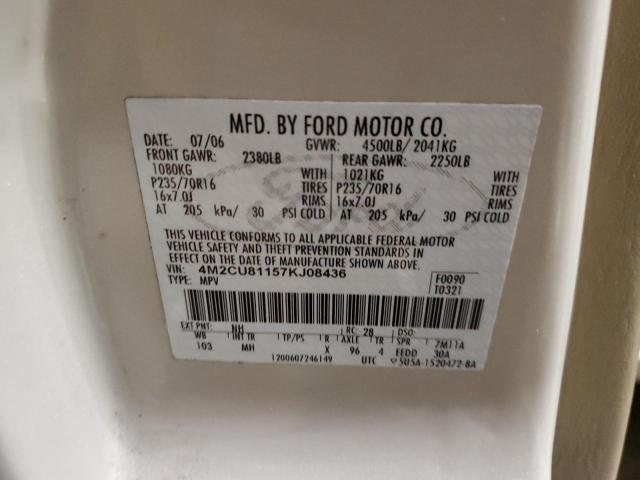 MFD. BY FORD MOTOR CO.
DATE: 07/06 GVWR: 4500LB/ 2041KG
FRONT GAWR: 2380LB REAR GAWR: 2250LB
1080KG WITH 1021KG WITH
P235/70R16 TIRES P235/70R16 TIRES
16x7.0J RIMS 16x7.0J RIMS
AT 205 kPa/ 30 PSI COLD AT 205 kPa/ 30 PSI COLD
THIS VEHICLE CONFORMS TO ALL APPLICABLE FEDERAL MOTOR
VEHICLE SAFETY AND THEFT PREVENTION STANDARDS IN
EFFECT ON THE DATE OF MANUFACTURE SHOWN ABOVE.
VIN: 4M2CU81157KJ08436 F0090
TYPE: MPV T0321
EXT PNT: NH RC: 28 DSO:
WB INT TR TP/PS R AXLE TR SPR 7M11A
103 MH X 96 4 EEDD 30A
1200607246149 UTC 5U5A-1520472-BA